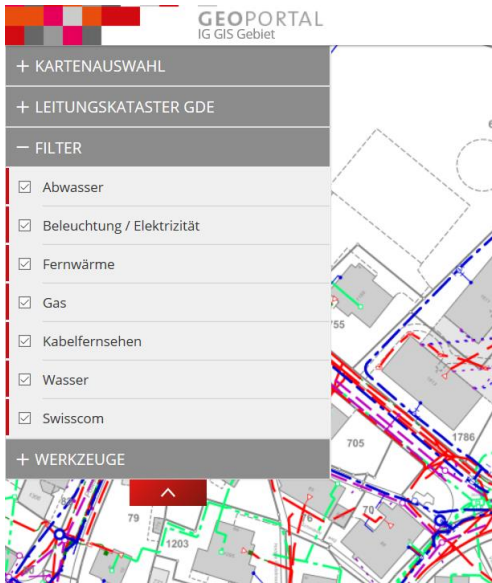 GEOPORTAL
IG GIS Gebiet
+ KARTENAUSWAHL
+ LEITUNGSKATASTER GDE
− FILTER
Abwasser
Beleuchtung / Elektrizität
Fernwärme
Gas
Kabelfernsehen
Wasser
Swisscom
+ WERKZEUGE
755
705
1786
79
1203
70